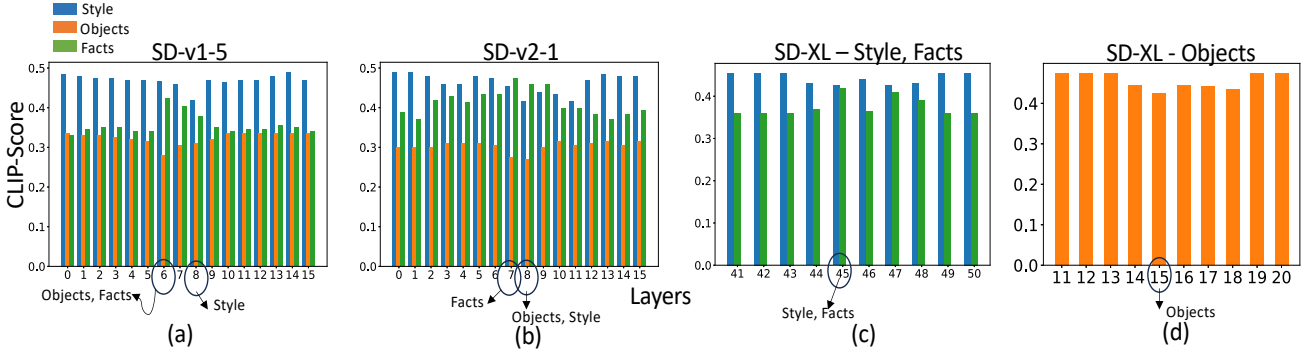 Style
Objects
Facts
SD-v1-5
SD-v2-1
SD-XL – Style, Facts
SD-XL - Objects
CLIP-Score
0.5
0.4
0.3
0.2
0.1
0.0
0 1 2 3 4 5 6 7 8 9 10 11 12 13 14 15
Objects, Facts
Style
(a)
0.5
0.4
0.3
0.2
0.1
0.0
0 1 2 3 4 5 6 7 8 9 10 11 12 13 14 15
Facts
Objects, Style
Layers
(b)
0.4
0.3
0.2
0.1
0.0
41 42 43 44 45 46 47 48 49 50
Style, Facts
(c)
0.4
0.3
0.2
0.1
0.0
11 12 13 14 15 16 17 18 19 20
Objects
(d)